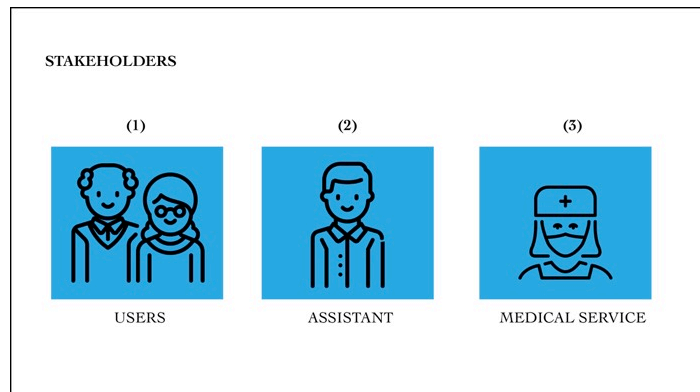 STAKEHOLDERS
(1) (2) (3)
USERS ASSISTANT MEDICAL SERVICE